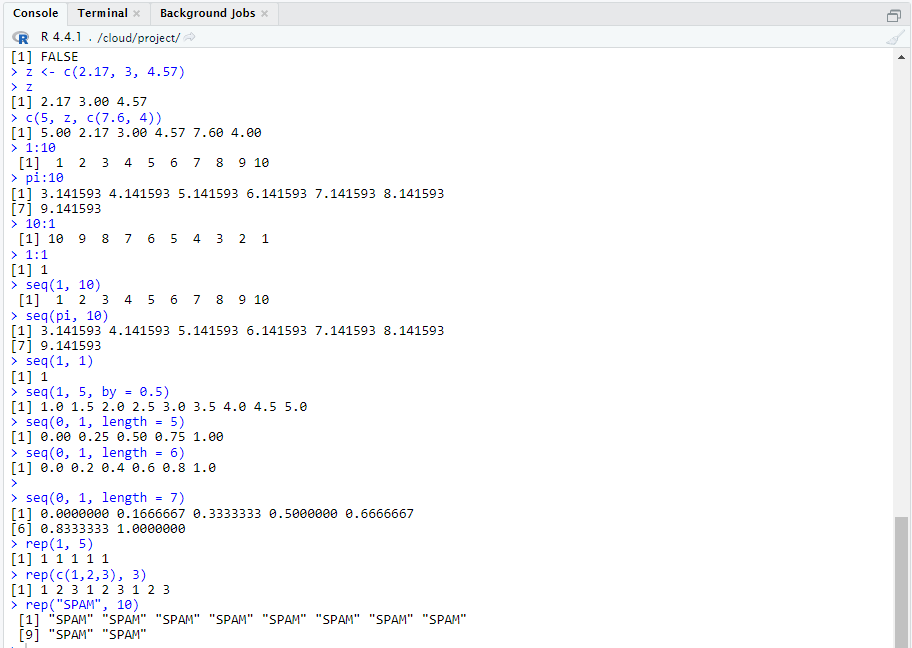 Console Terminal × Background Jobs ×
R R 4.4.1 . /cloud/project/
[1] FALSE
> z <- c(2.17, 3, 4.57)
> z
[1] 2.17 3.00 4.57
> c(5, z, c(7.6, 4))
[1] 5.00 2.17 3.00 4.57 7.60 4.00
> 1:10
 [1]  1  2  3  4  5  6  7  8  9 10
> pi:10
[1] 3.141593 4.141593 5.141593 6.141593 7.141593 8.141593
[7] 9.141593
> 10:1
 [1] 10  9  8  7  6  5  4  3  2  1
> 1:1
[1] 1
> seq(1, 10)
 [1]  1  2  3  4  5  6  7  8  9 10
> seq(pi, 10)
[1] 3.141593 4.141593 5.141593 6.141593 7.141593 8.141593
[7] 9.141593
> seq(1, 1)
[1] 1
> seq(1, 5, by = 0.5)
[1] 1.0 1.5 2.0 2.5 3.0 3.5 4.0 4.5 5.0
> seq(0, 1, length = 5)
[1] 0.00 0.25 0.50 0.75 1.00
> seq(0, 1, length = 6)
[1] 0.0 0.2 0.4 0.6 0.8 1.0
>
> seq(0, 1, length = 7)
[1] 0.0000000 0.1666667 0.3333333 0.5000000 0.6666667
[6] 0.8333333 1.0000000
> rep(1, 5)
[1] 1 1 1 1 1
> rep(c(1,2,3), 3)
[1] 1 2 3 1 2 3 1 2 3
> rep("SPAM", 10)
 [1] "SPAM" "SPAM" "SPAM" "SPAM" "SPAM" "SPAM" "SPAM" "SPAM"
 [9] "SPAM" "SPAM"